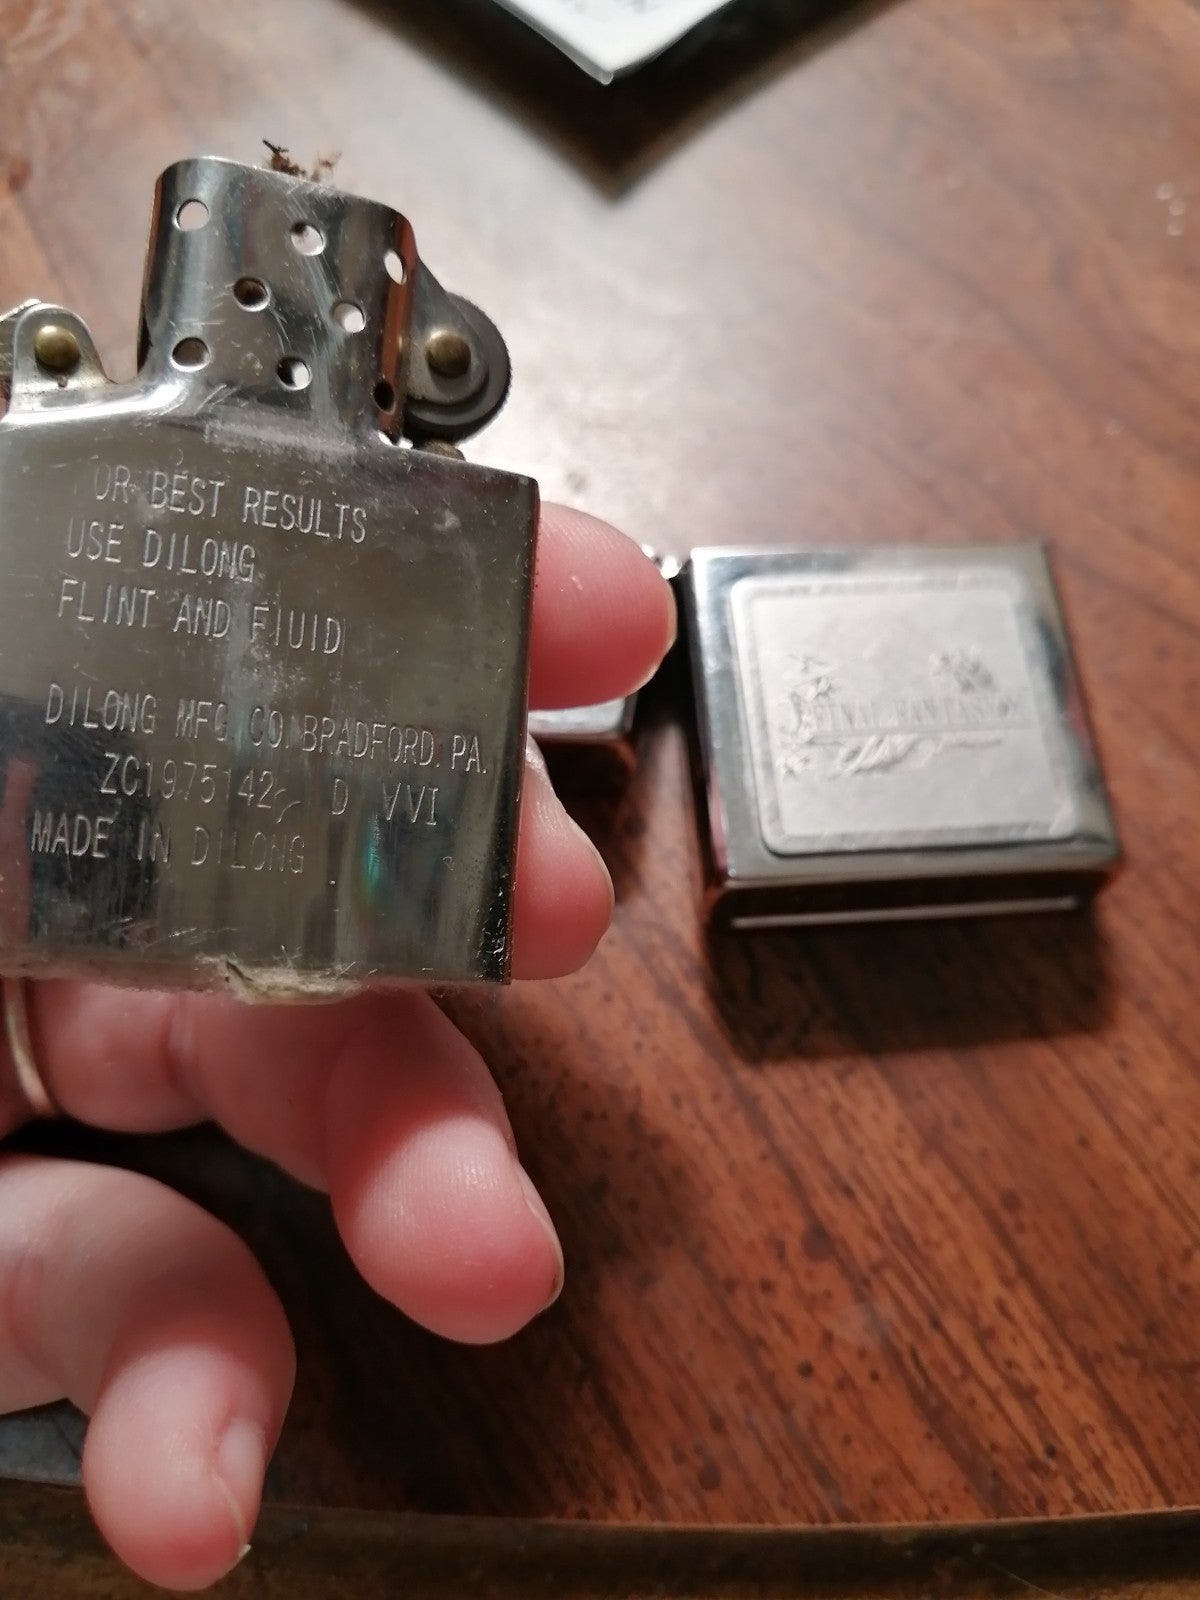 OR BEST RESULTS
USE DILONG
FLINT AND FIUID
DILONG MFG. CO. BRADFORD. PA.
ZC1975142 D VVI
MADE IN DILONG
FINAL FANTASY